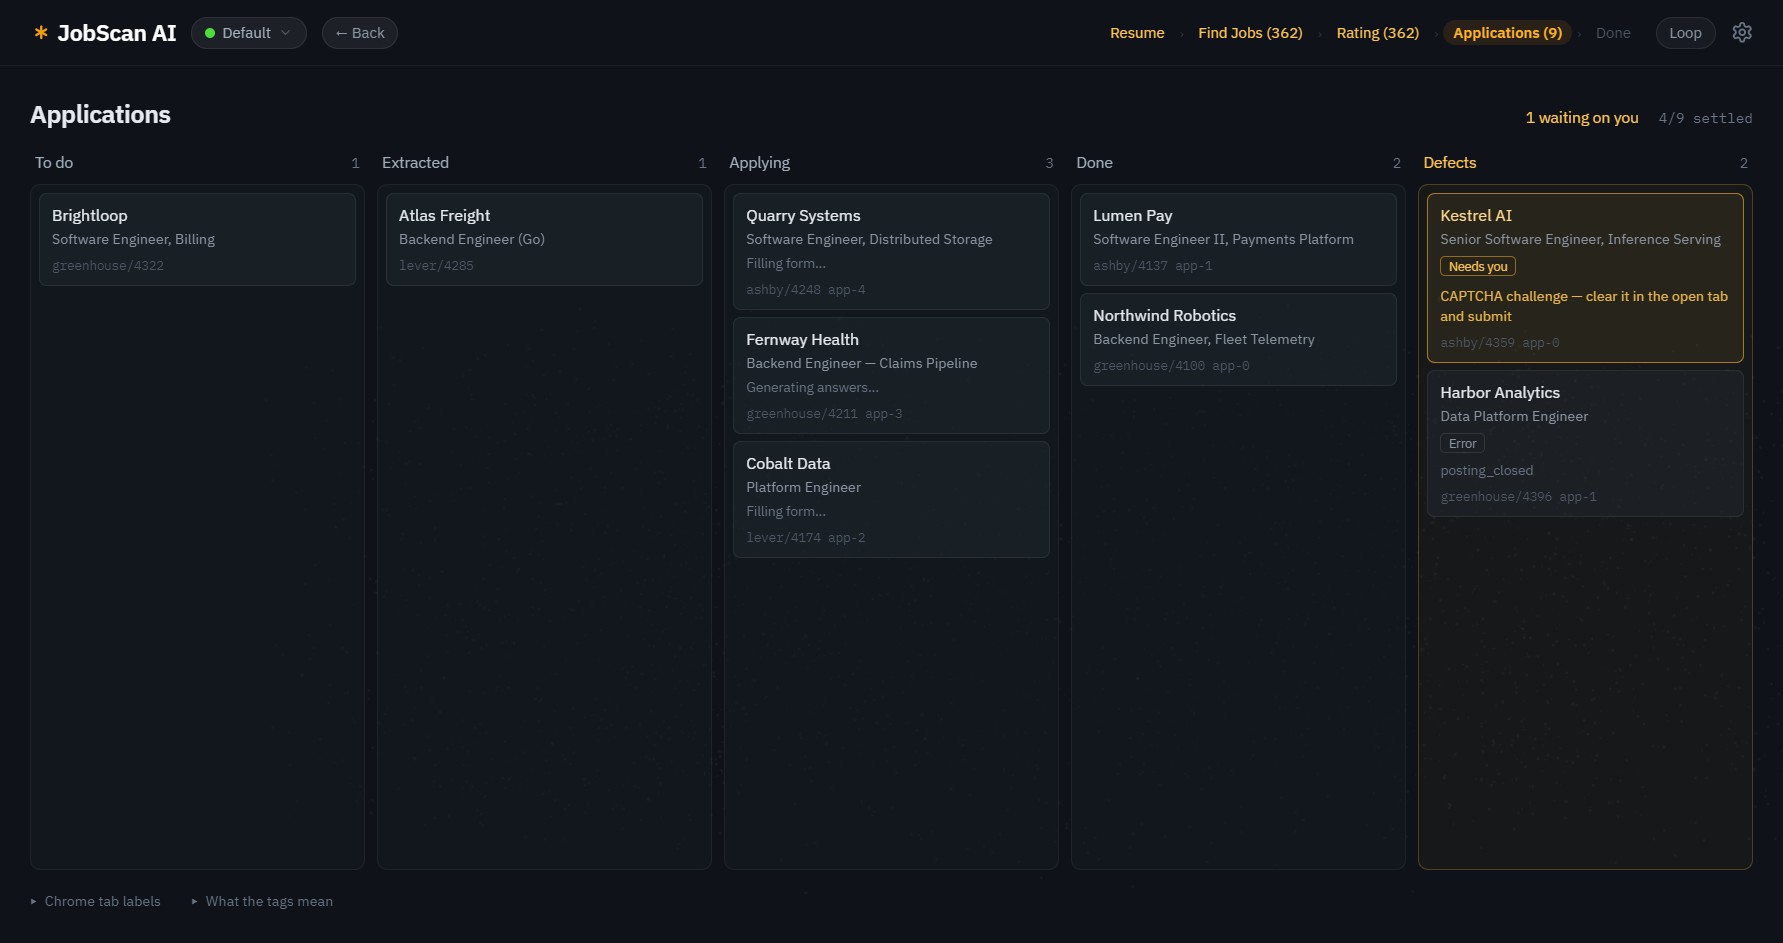 * JobScan AI
Default
← Back
Resume › Find Jobs (362) › Rating (362) › Applications (9) › Done
Loop
Applications
1 waiting on you
4/9 settled
To do 1
Brightloop
Software Engineer, Billing
greenhouse/4322
Extracted 1
Atlas Freight
Backend Engineer (Go)
lever/4285
Applying 3
Quarry Systems
Software Engineer, Distributed Storage
Filling form…
ashby/4248 app-4
Fernway Health
Backend Engineer — Claims Pipeline
Generating answers…
greenhouse/4211 app-3
Cobalt Data
Platform Engineer
Filling form…
lever/4174 app-2
Done 2
Lumen Pay
Software Engineer II, Payments Platform
ashby/4137 app-1
Northwind Robotics
Backend Engineer, Fleet Telemetry
greenhouse/4100 app-0
Defects 2
Kestrel AI
Senior Software Engineer, Inference Serving
Needs you
CAPTCHA challenge — clear it in the open tab
and submit
ashby/4359 app-0
Harbor Analytics
Data Platform Engineer
Error
posting_closed
greenhouse/4396 app-1
▸ Chrome tab labels
▸ What the tags mean